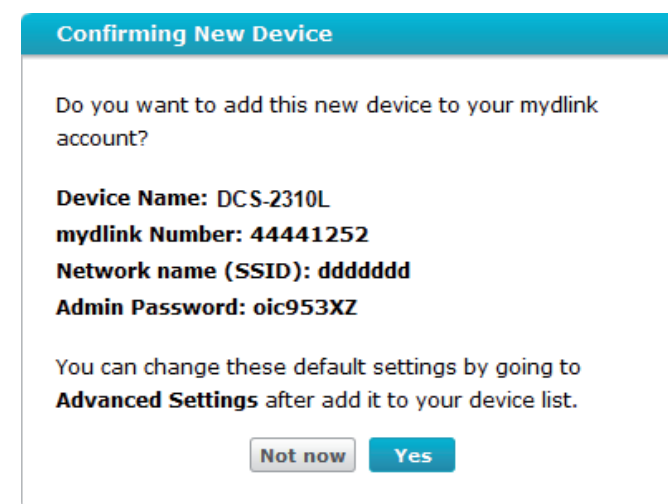 Confirming New Device
Do you want to add this new device to your mydlink
account?
Device Name: DCS-2310L
mydlink Number: 44441252
Network name (SSID): ddddddd
Admin Password: oic953XZ
You can change these default settings by going to
Advanced Settings after add it to your device list.
Not now Yes